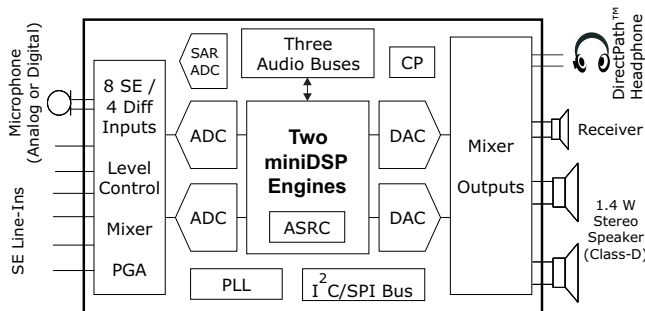 Microphone
(Analog or Digital)
SE Line-Ins
8 SE /
4 Diff
Inputs
Level
Control
Mixer
PGA
SAR
ADC
Three
Audio Buses
CP
ADC
ADC
Two
miniDSP
Engines
ASRC
DAC
DAC
PLL
I2C/SPI Bus
Mixer
Outputs
DirectPath™
Headphone
Receiver
1.4 W
Stereo
Speaker
(Class-D)